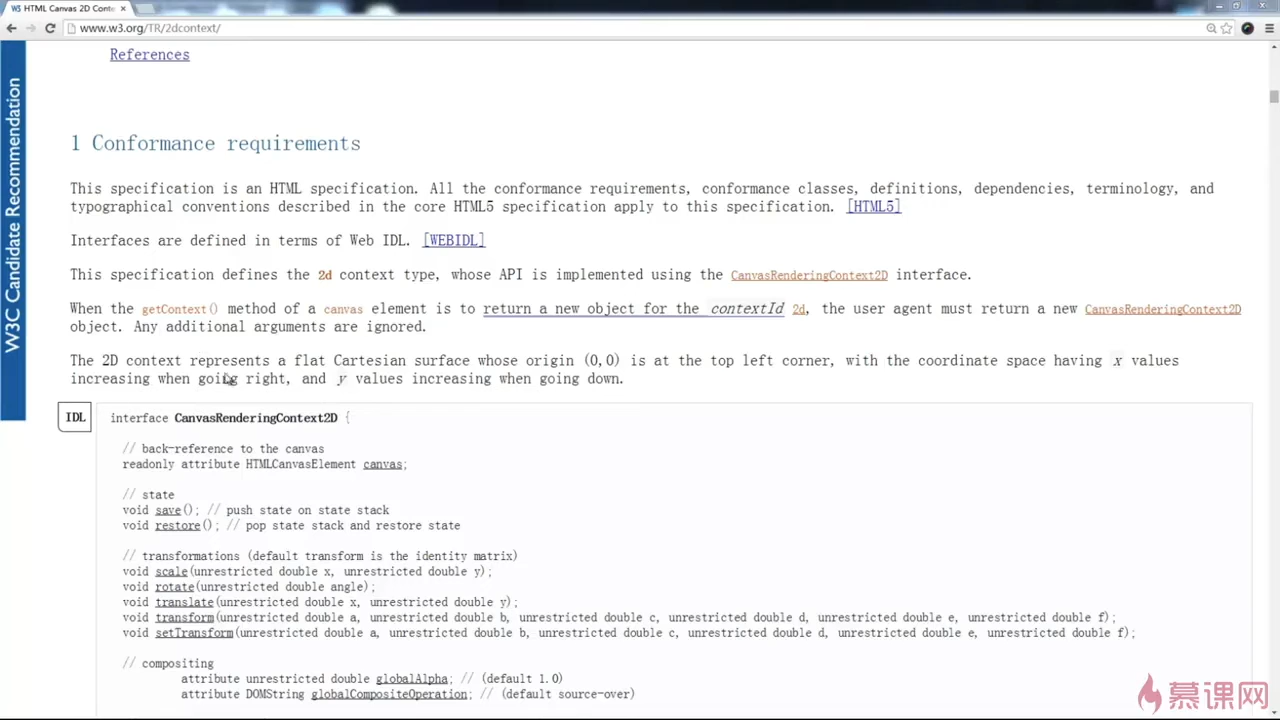 W3 HTML Canvas 2D Conte ×
www.w3.org/TR/2dcontext/
References
W3C Candidate Recommendation
1 Conformance requirements
This specification is an HTML specification. All the conformance requirements, conformance classes, definitions, dependencies, terminology, and
typographical conventions described in the core HTML5 specification apply to this specification. [HTML5]
Interfaces are defined in terms of Web IDL. [WEBIDL]
This specification defines the 2d context type, whose API is implemented using the CanvasRenderingContext2D interface.
When the getContext() method of a canvas element is to return a new object for the contextId 2d, the user agent must return a new CanvasRenderingContext2D
object. Any additional arguments are ignored.
The 2D context represents a flat Cartesian surface whose origin (0,0) is at the top left corner, with the coordinate space having x values
increasing when going right, and y values increasing when going down.
IDL
interface CanvasRenderingContext2D {
// back-reference to the canvas
readonly attribute HTMLCanvasElement canvas;
// state
void save(); // push state on state stack
void restore(); // pop state stack and restore state
// transformations (default transform is the identity matrix)
void scale(unrestricted double x, unrestricted double y);
void rotate(unrestricted double angle);
void translate(unrestricted double x, unrestricted double y);
void transform(unrestricted double a, unrestricted double b, unrestricted double c, unrestricted double d, unrestricted double e, unrestricted double f);
void setTransform(unrestricted double a, unrestricted double b, unrestricted double c, unrestricted double d, unrestricted double e, unrestricted double f);
// compositing
attribute unrestricted double globalAlpha; // (default 1.0)
attribute DOMString globalCompositeOperation; // (default source-over)
慕课网